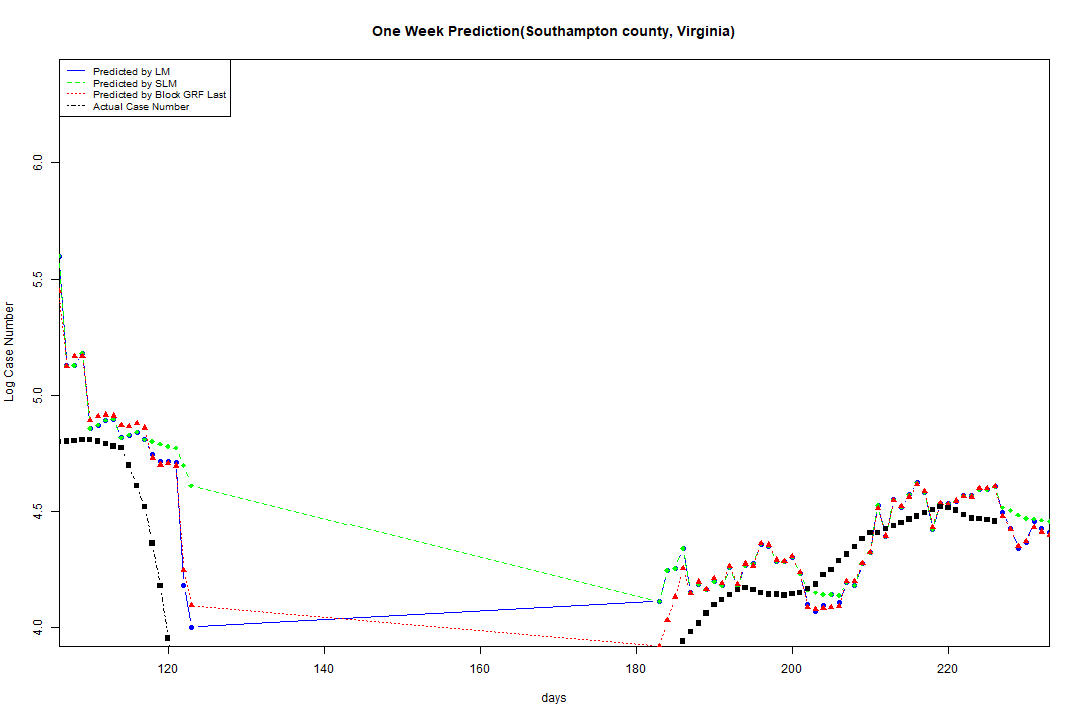 One Week Prediction(Southampton county, Virginia)
Predicted by LM
Predicted by SLM
Predicted by Block GRF Last
Actual Case Number
Log Case Number
6.0
5.5
5.0
4.5
4.0
120 140 160 180 200 220
days